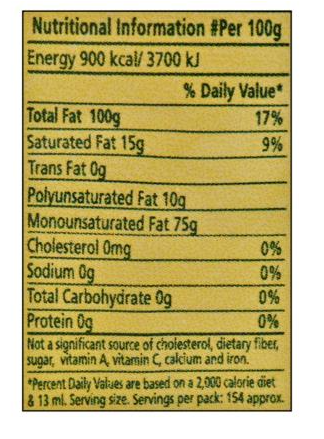 Nutritional Information #Per 100g
Energy 900 kcal/ 3700 kJ
% Daily Value*
Total Fat 100g 17%
Saturated Fat 15g 9%
Trans Fat 0g
Polyunsaturated Fat 10g
Monounsaturated Fat 75g
Cholesterol 0mg 0%
Sodium 0g 0%
Total Carbohydrate 0g 0%
Protein 0g 0%
Not a significant source of cholesterol, dietary fiber,
sugar, vitamin A, vitamin C, calcium and iron.
*Percent Daily Values are based on a 2,000 calorie diet
& 13 ml. Serving size. Servings per pack: 154 approx.